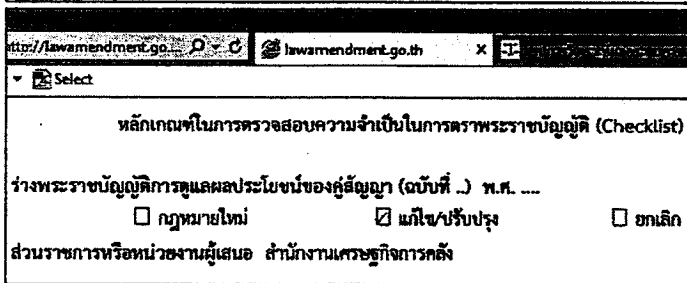 http://lawamendment.go...
lawamendment.go.th x
Select
หลักเกณฑ์ในการตรวจสอบความจำเป็นในการตราพระราชบัญญัติ (Checklist)
ร่างพระราชบัญญัติการดูแลผลประโยชน์ของคู่สัญญา (ฉบับที่ ..) พ.ศ. ....
☐ กฎหมายใหม่ ☑ แก้ไข/ปรับปรุง ☐ ยกเลิก
ส่วนราชการหรือหน่วยงานผู้เสนอ สำนักงานเศรษฐกิจการคลัง